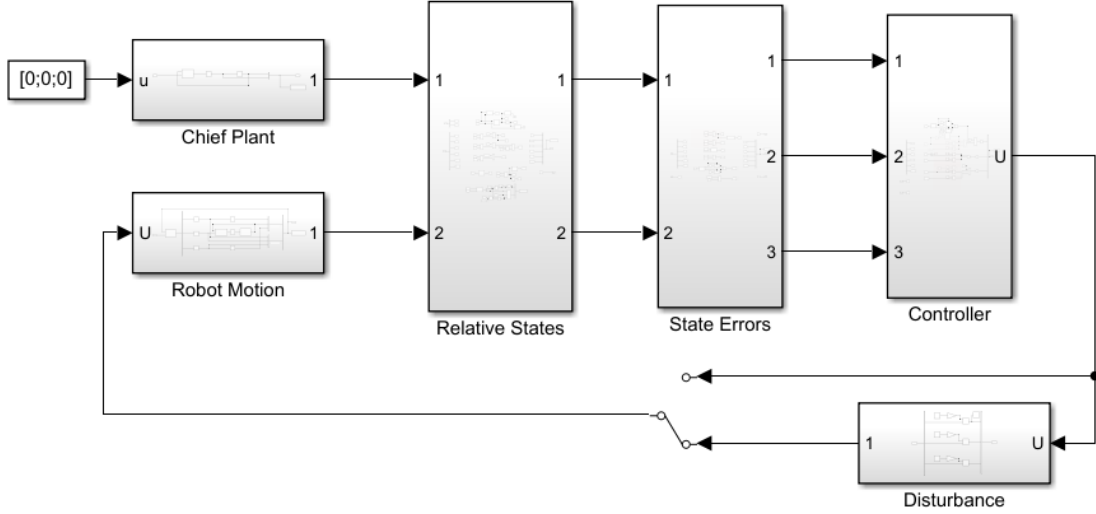 [0;0;0]
u
1
Chief Plant
U
1
Robot Motion
1
2
1
2
Relative States
1
2
1
2
3
State Errors
1
2
3
U
Controller
1
U
Disturbance